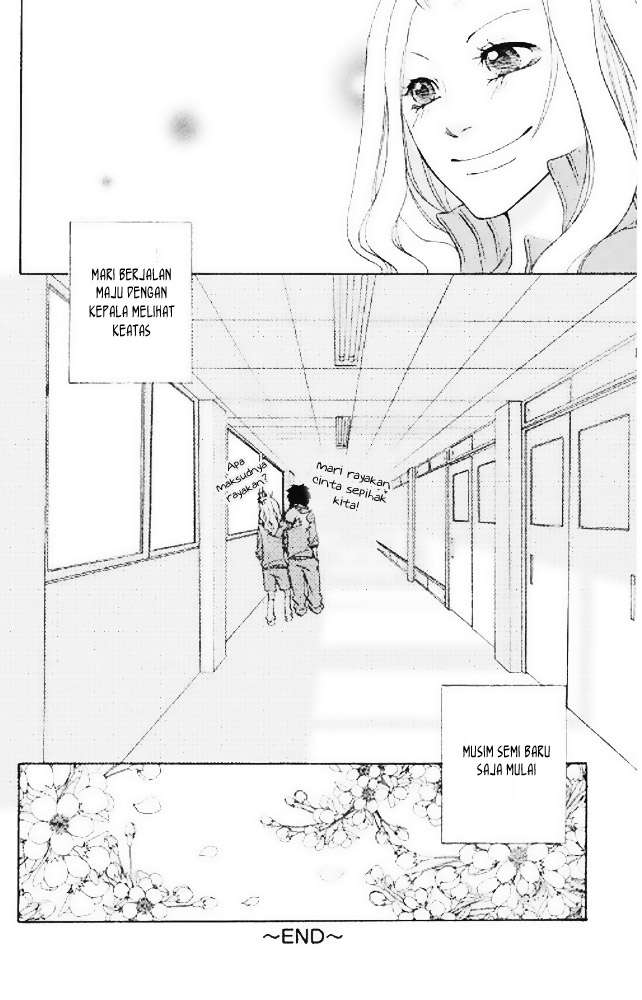 MARI BERJALAN
MAJU DENGAN
KEPALA MELIHAT
KEATAS
Apa
maksudnya
rayakan?
Mari rayakan
cinta sepihak
kita!
MUSIM SEMI BARU
SAJA MULAI
~END~